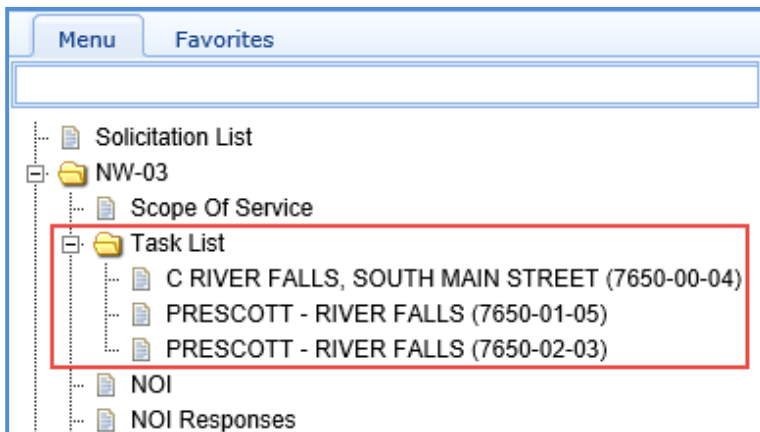 Menu Favorites
Solicitation List
NW-03
Scope Of Service
Task List
C RIVER FALLS, SOUTH MAIN STREET (7650-00-04)
PRESCOTT - RIVER FALLS (7650-01-05)
PRESCOTT - RIVER FALLS (7650-02-03)
NOI
NOI Responses